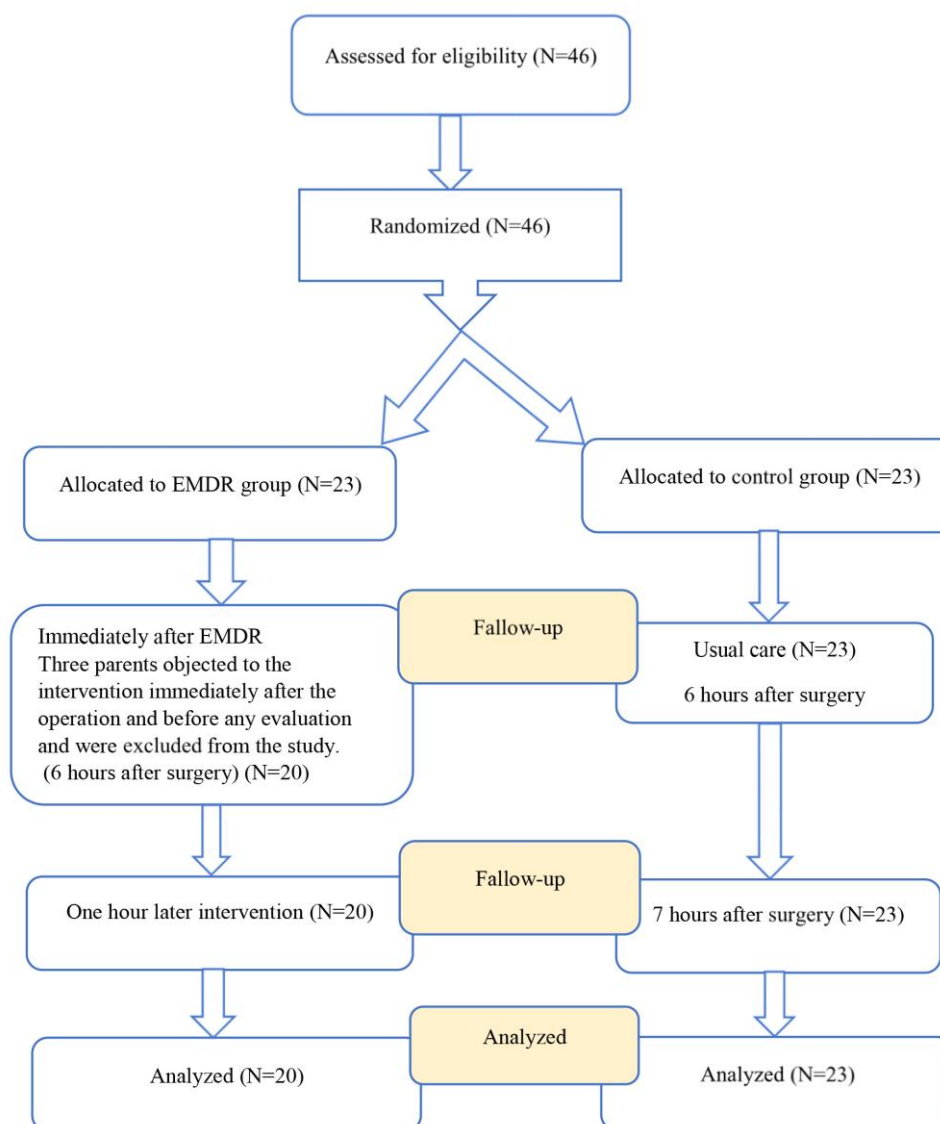 Assessed for eligibility (N=46)
Randomized (N=46)
Allocated to EMDR group (N=23)
Allocated to control group (N=23)
Immediately after EMDR
Three parents objected to the
intervention immediately after the
operation and before any evaluation
and were excluded from the study.
(6 hours after surgery) (N=20)
Fallow-up
Usual care (N=23)
6 hours after surgery
One hour later intervention (N=20)
Fallow-up
7 hours after surgery (N=23)
Analyzed (N=20)
Analyzed
Analyzed (N=23)